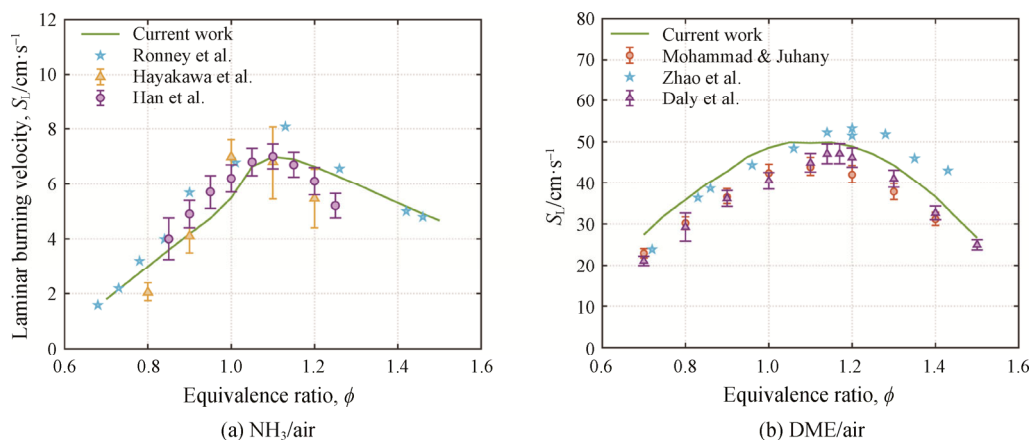 Laminar burning velocity, S_L/cm·s⁻¹
12
10
8
6
4
2
0
Current work
Ronney et al.
Hayakawa et al.
Han et al.
0.6 0.8 1.0 1.2 1.4 1.6
Equivalence ratio, ϕ
(a) NH₃/air
S_L/cm·s⁻¹
80
70
60
50
40
30
20
10
0
Current work
Mohammad & Juhany
Zhao et al.
Daly et al.
0.6 0.8 1.0 1.2 1.4 1.6
Equivalence ratio, ϕ
(b) DME/air